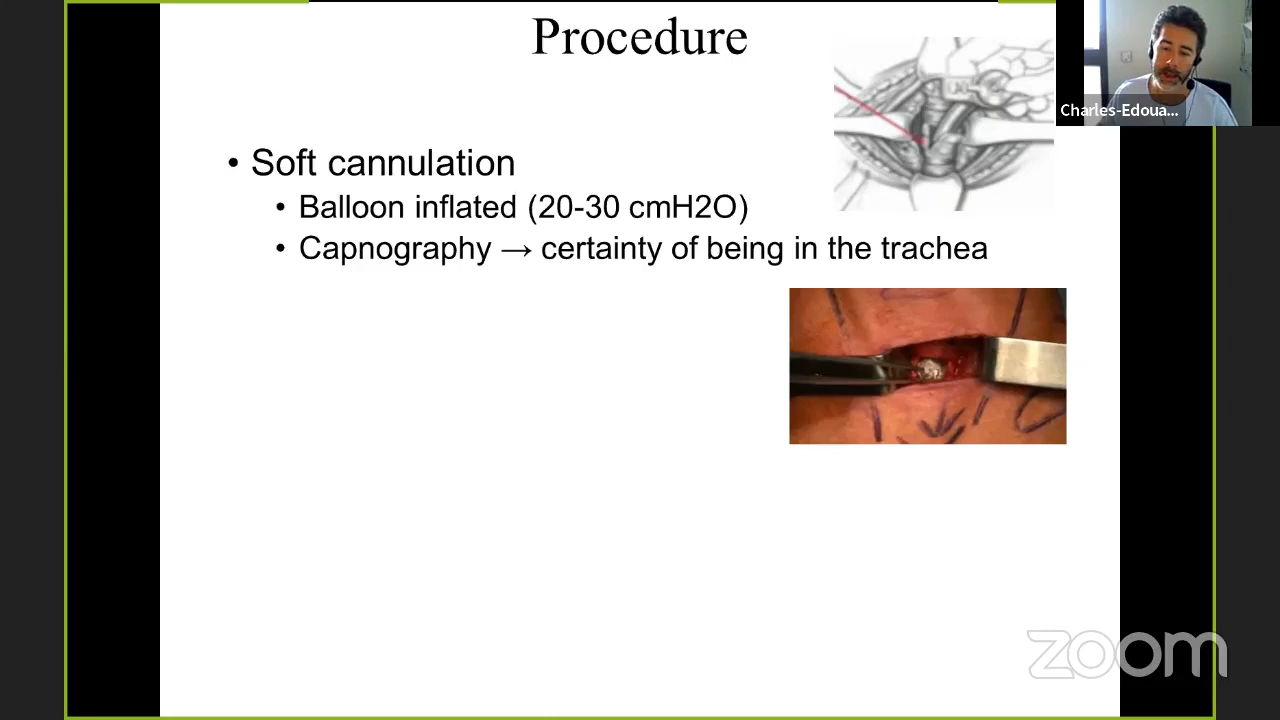 Procedure
Charles-Edoua...
• Soft cannulation
• Balloon inflated (20-30 cmH2O)
• Capnography → certainty of being in the trachea
zoom